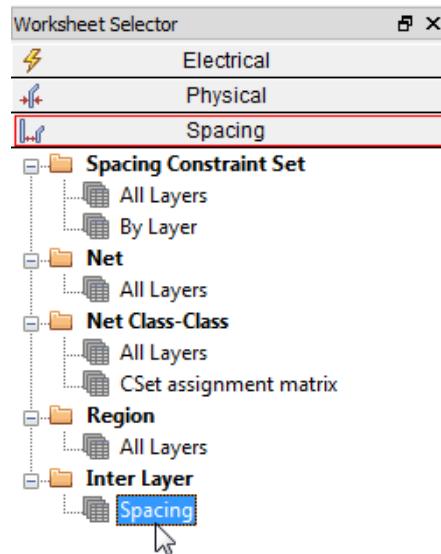 Worksheet Selector
Electrical
Physical
Spacing
Spacing Constraint Set
All Layers
By Layer
Net
All Layers
Net Class-Class
All Layers
CSet assignment matrix
Region
All Layers
Inter Layer
Spacing